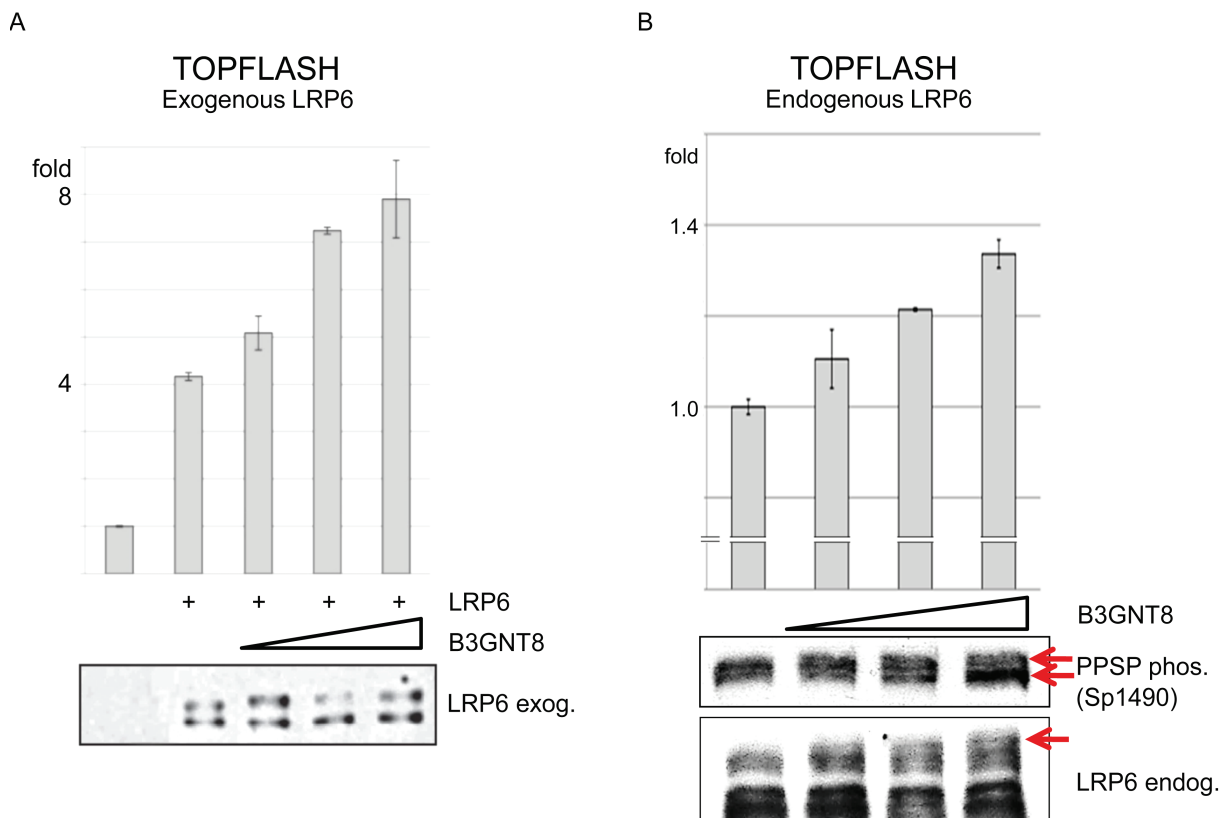 A
TOPFLASH
Exogenous LRP6
fold
8
4
+ + + + LRP6
B3GNT8
LRP6 exog.
B
TOPFLASH
Endogenous LRP6
fold
1.4
1.0
B3GNT8
PPSP phos.
(Sp1490)
LRP6 endog.